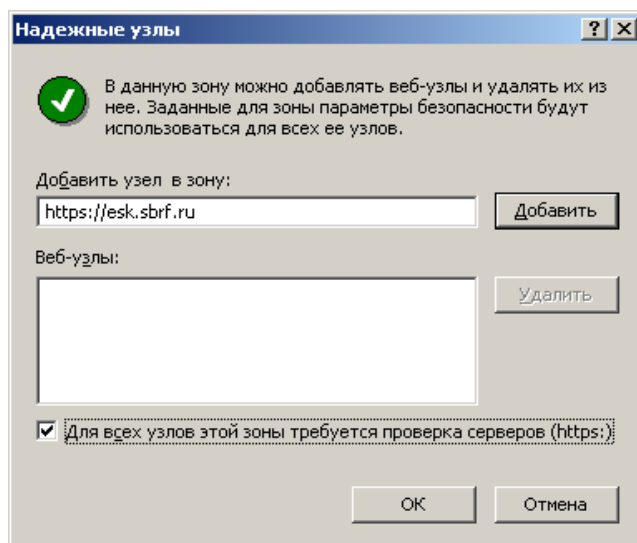 Надежные узлы
В данную зону можно добавлять веб-узлы и удалять их из
нее. Заданные для зоны параметры безопасности будут
использоваться для всех ее узлов.
Добавить узел в зону:
https://esk.sbrf.ru
Добавить
Веб-узлы:
Удалить
Для всех узлов этой зоны требуется проверка серверов (https:)
ОК
Отмена